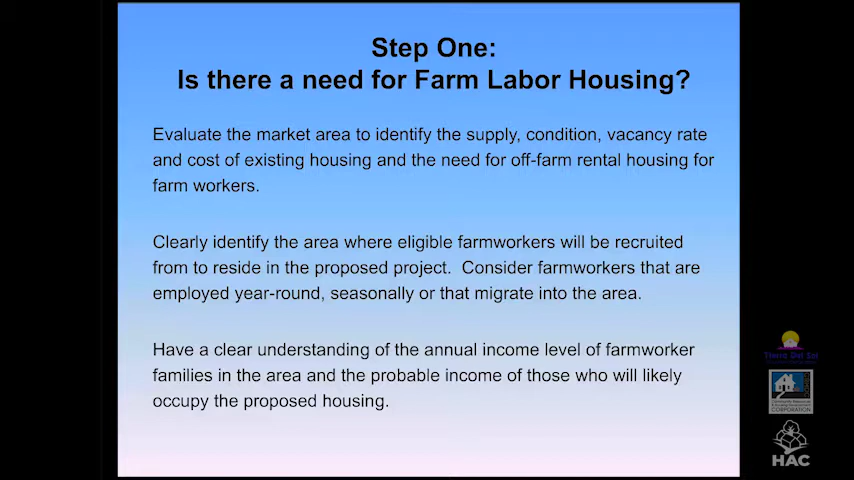 Step One:
Is there a need for Farm Labor Housing?
Evaluate the market area to identify the supply, condition, vacancy rate
and cost of existing housing and the need for off-farm rental housing for
farm workers.
Clearly identify the area where eligible farmworkers will be recruited
from to reside in the proposed project.  Consider farmworkers that are
employed year-round, seasonally or that migrate into the area.
Have a clear understanding of the annual income level of farmworker
families in the area and the probable income of those who will likely
occupy the proposed housing.
Tierra Del Sol
CORPORATION
HAC